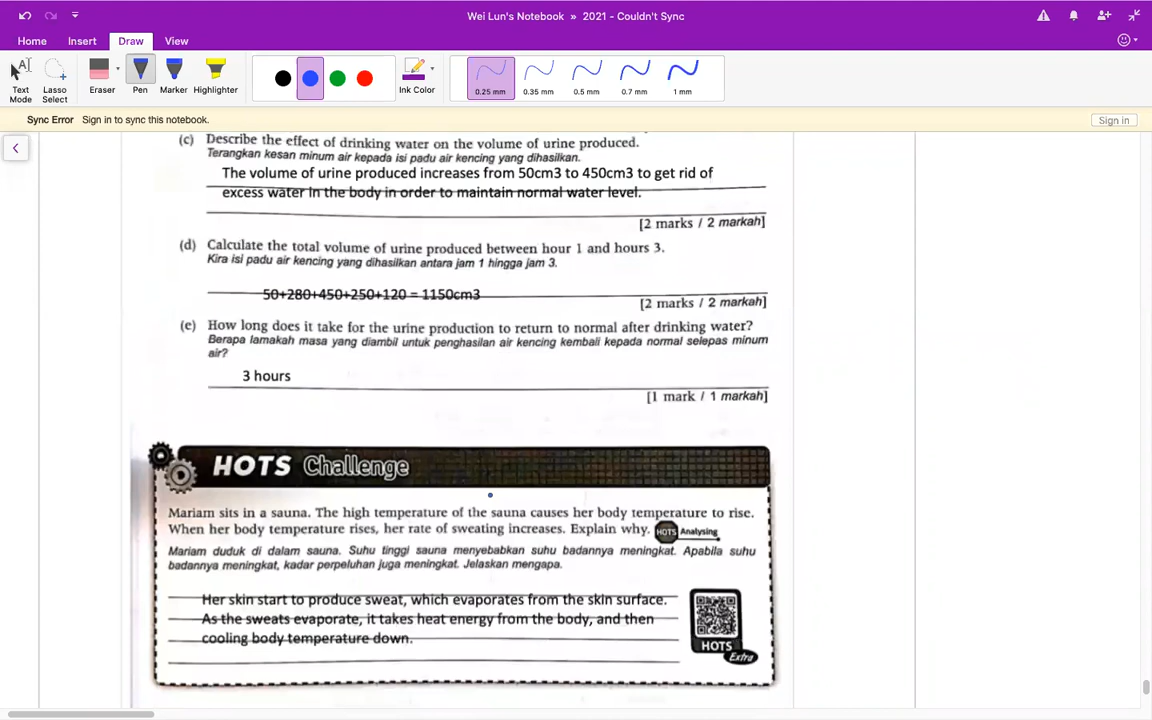 Wei Lun's Notebook » 2021 - Couldn't Sync
Home Insert Draw View
Text Mode
Lasso Select
Eraser
Pen
Marker
Highlighter
Ink Color
0.25 mm
0.35 mm
0.5 mm
0.7 mm
1 mm
Sync Error Sign in to sync this notebook.
Sign in
(c) Describe the effect of drinking water on the volume of urine produced.
Terangkan kesan minum air kepada isi padu air kencing yang dihasilkan.
The volume of urine produced increases from 50cm3 to 450cm3 to get rid of
excess water in the body in order to maintain normal water level.
[2 marks / 2 markah]
(d) Calculate the total volume of urine produced between hour 1 and hours 3.
Kira isi padu air kencing yang dihasilkan antara jam 1 hingga jam 3.
50+280+450+250+120 = 1150cm3
[2 marks / 2 markah]
(e) How long does it take for the urine production to return to normal after drinking water?
Berapa lamakah masa yang diambil untuk penghasilan air kencing kembali kepada normal selepas minum
air?
3 hours
[1 mark / 1 markah]
HOTS Challenge
Mariam sits in a sauna. The high temperature of the sauna causes her body temperature to rise.
When her body temperature rises, her rate of sweating increases. Explain why. HOTS Analysing
Mariam duduk di dalam sauna. Suhu tinggi sauna menyebabkan suhu badannya meningkat. Apabila suhu
badannya meningkat, kadar perpeluhan juga meningkat. Jelaskan mengapa.
Her skin start to produce sweat, which evaporates from the skin surface.
As the sweats evaporate, it takes heat energy from the body, and then
cooling body temperature down.
HOTS
Extra